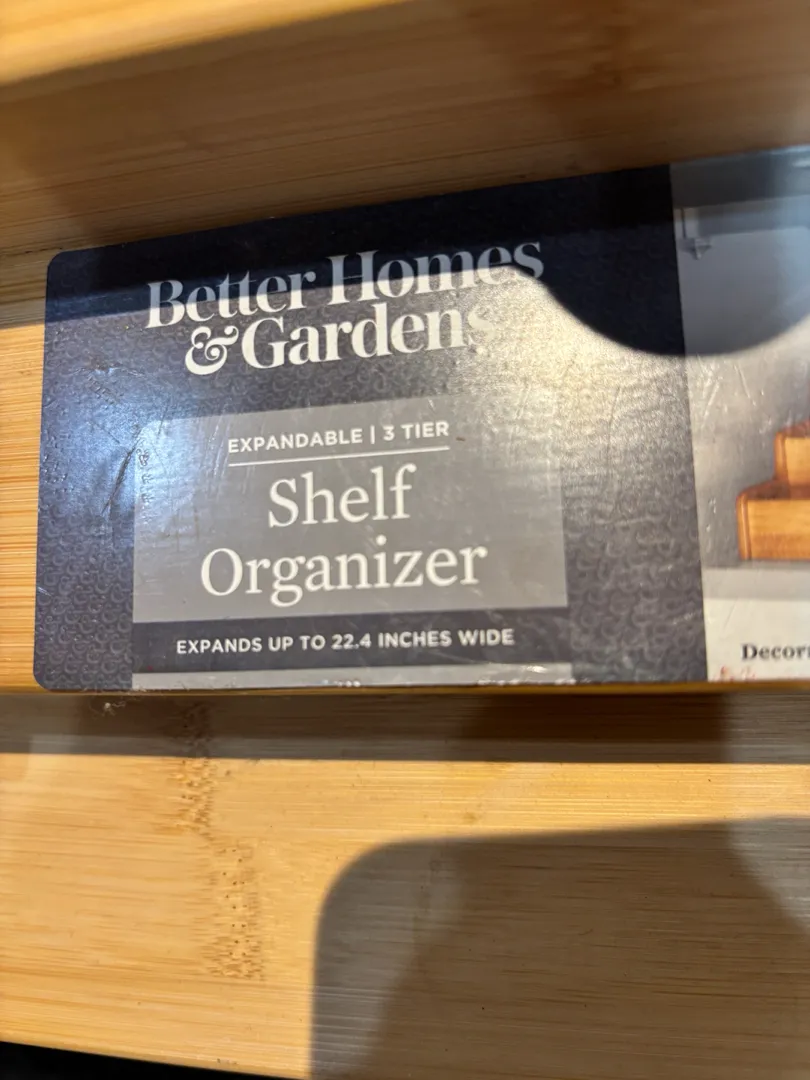 Better Homes
& Gardens
EXPANDABLE | 3 TIER
Shelf
Organizer
EXPANDS UP TO 22.4 INCHES WIDE